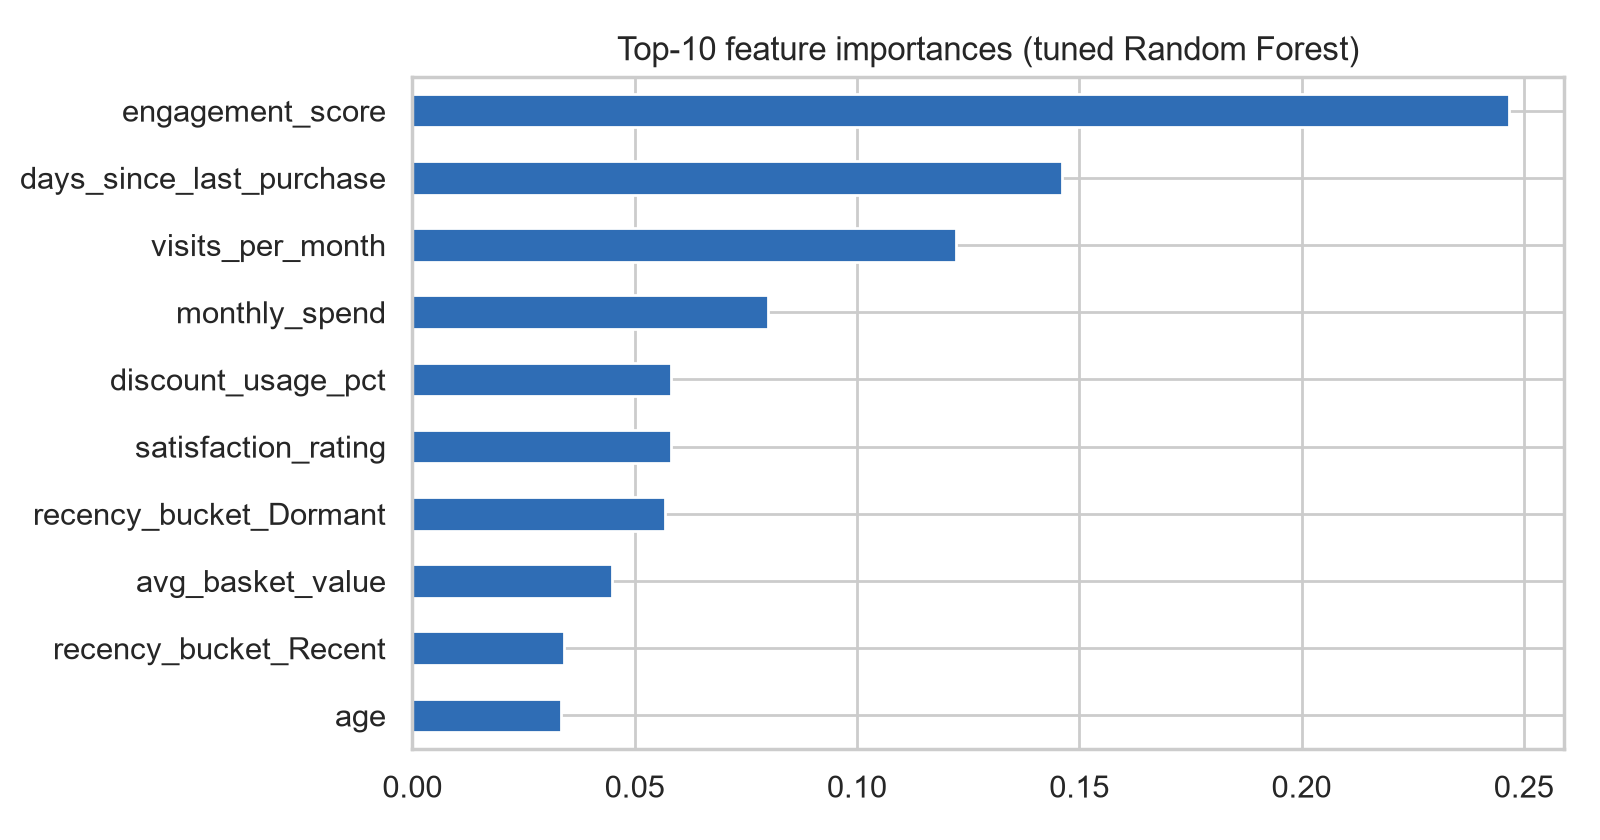 Top-10 feature importances (tuned Random Forest)
engagement_score
days_since_last_purchase
visits_per_month
monthly_spend
discount_usage_pct
satisfaction_rating
recency_bucket_Dormant
avg_basket_value
recency_bucket_Recent
age
0.00 0.05 0.10 0.15 0.20 0.25